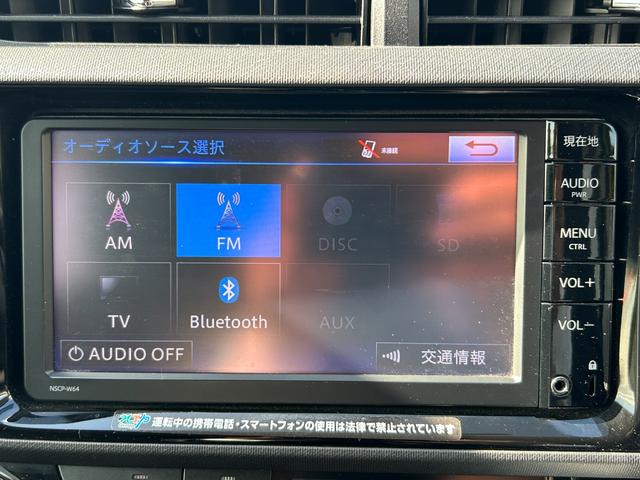 オーディオソース選択
未接続
現在地
AUDIO
PWR
AM
FM
DISC
SD
MENU
CTRL
VOL+
TV
Bluetooth
AUX
VOL−
AUDIO OFF
交通情報
NSCP-W64
運転中の携帯電話・スマートフォンの使用は法律で禁止されています